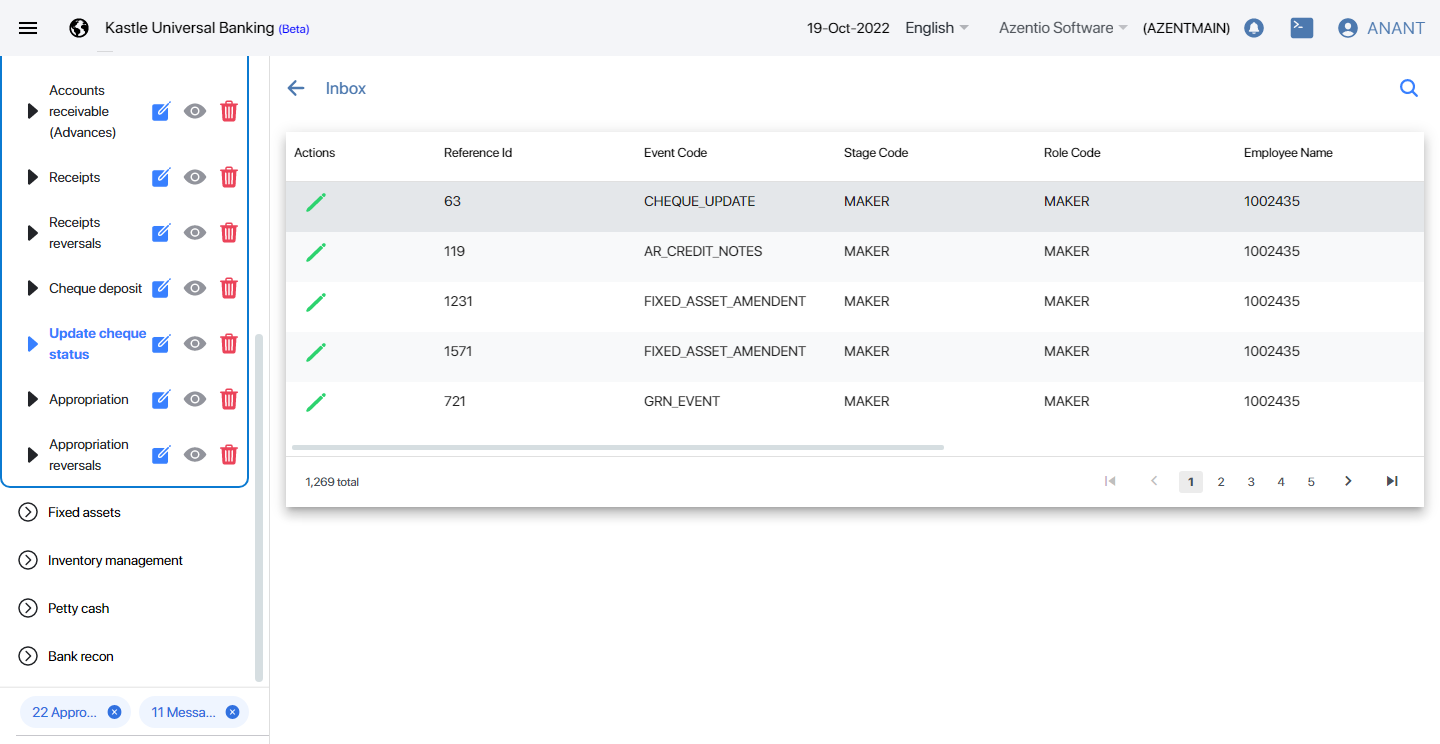 Kastle Universal Banking (Beta)
19-Oct-2022 English Azentio Software (AZENTMAIN) ANANT
Accounts
receivable
(Advances)
Receipts
Receipts
reversals
Cheque deposit
Update cheque
status
Appropriation
Appropriation
reversals
Fixed assets
Inventory management
Petty cash
Bank recon
22 Appro... 11 Messa...
Inbox
Actions Reference Id Event Code Stage Code Role Code Employee Name
63 CHEQUE_UPDATE MAKER MAKER 1002435
119 AR_CREDIT_NOTES MAKER MAKER 1002435
1231 FIXED_ASSET_AMENDENT MAKER MAKER 1002435
1571 FIXED_ASSET_AMENDENT MAKER MAKER 1002435
721 GRN_EVENT MAKER MAKER 1002435
1,269 total 1 2 3 4 5